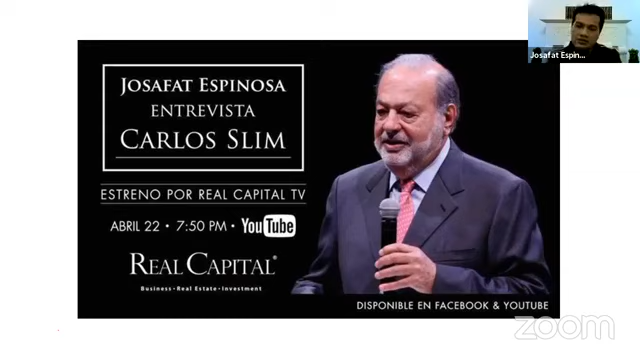 JOSAFAT ESPINOSA
ENTREVISTA
CARLOS SLIM
ESTRENO POR REAL CAPITAL TV
ABRIL 22 • 7:50 PM • YouTube
REAL CAPITAL®
Business • Real Estate • Investment
DISPONIBLE EN FACEBOOK & YOUTUBE
Josafat Espin...
zoom